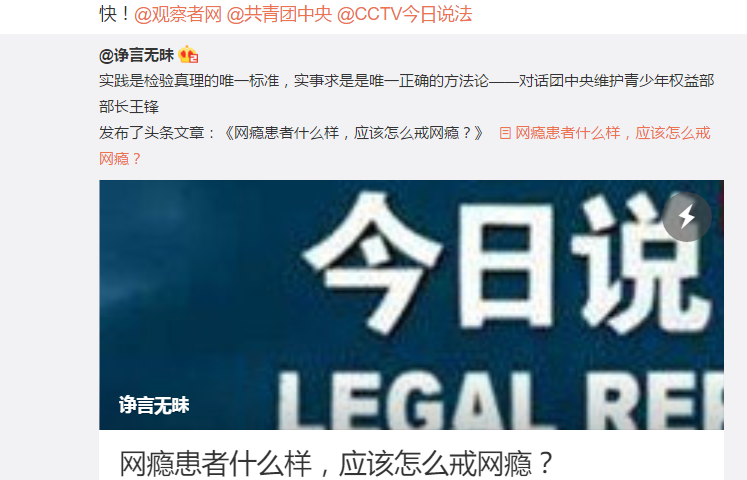 快！@观察者网 @共青团中央 @CCTV今日说法
@诤言无昧
实践是检验真理的唯一标准，实事求是是唯一正确的方法论——对话团中央维护青少年权益部
部长王锋
发布了头条文章：《网瘾患者什么样，应该怎么戒网瘾？》 网瘾患者什么样，应该怎么戒
网瘾？
今日说
LEGAL REP
诤言无昧
网瘾患者什么样，应该怎么戒网瘾？